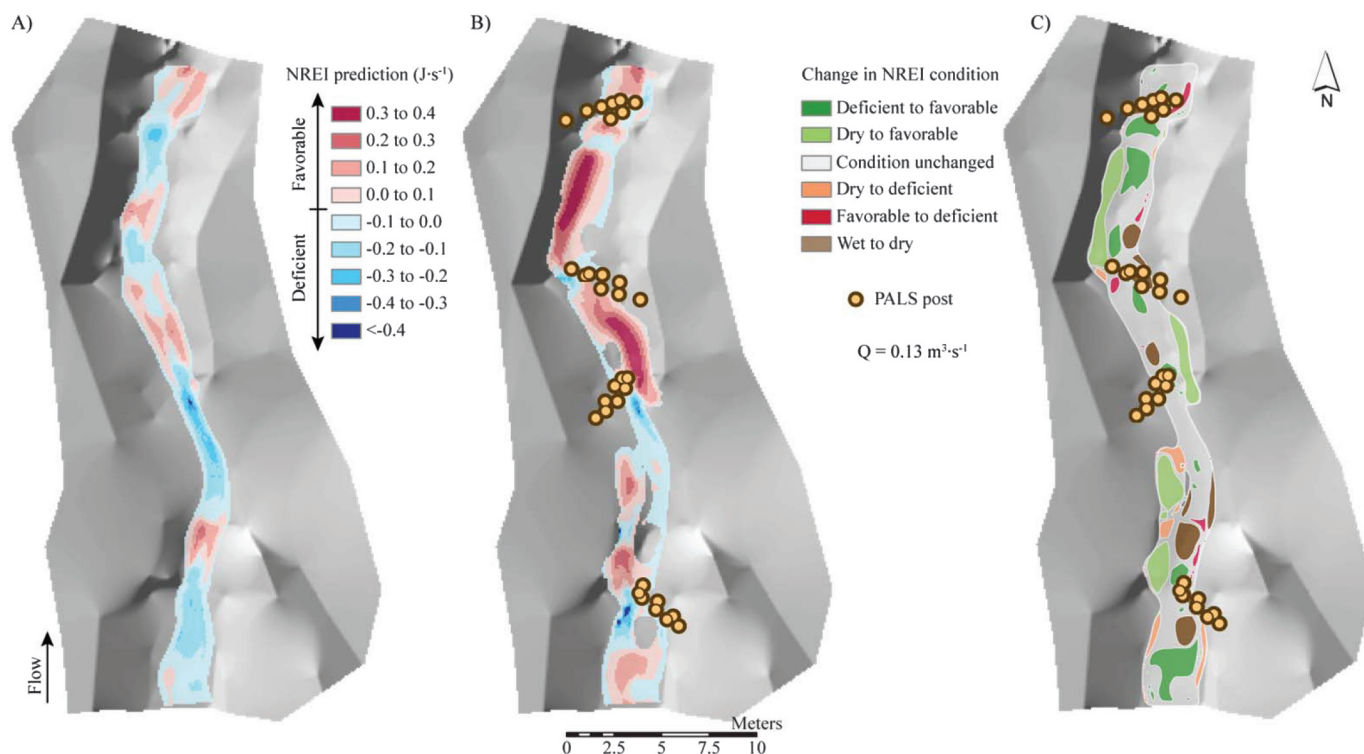 A)
NREI prediction (J·s⁻¹)
Favorable
Deficient
0.3 to 0.4
0.2 to 0.3
0.1 to 0.2
0.0 to 0.1
-0.1 to 0.0
-0.2 to -0.1
-0.3 to -0.2
-0.4 to -0.3
<-0.4
Flow
B)
Meters
0 2.5 5 7.5 10
C)
Change in NREI condition
Deficient to favorable
Dry to favorable
Condition unchanged
Dry to deficient
Favorable to deficient
Wet to dry
PALS post
Q = 0.13 m³·s⁻¹
N